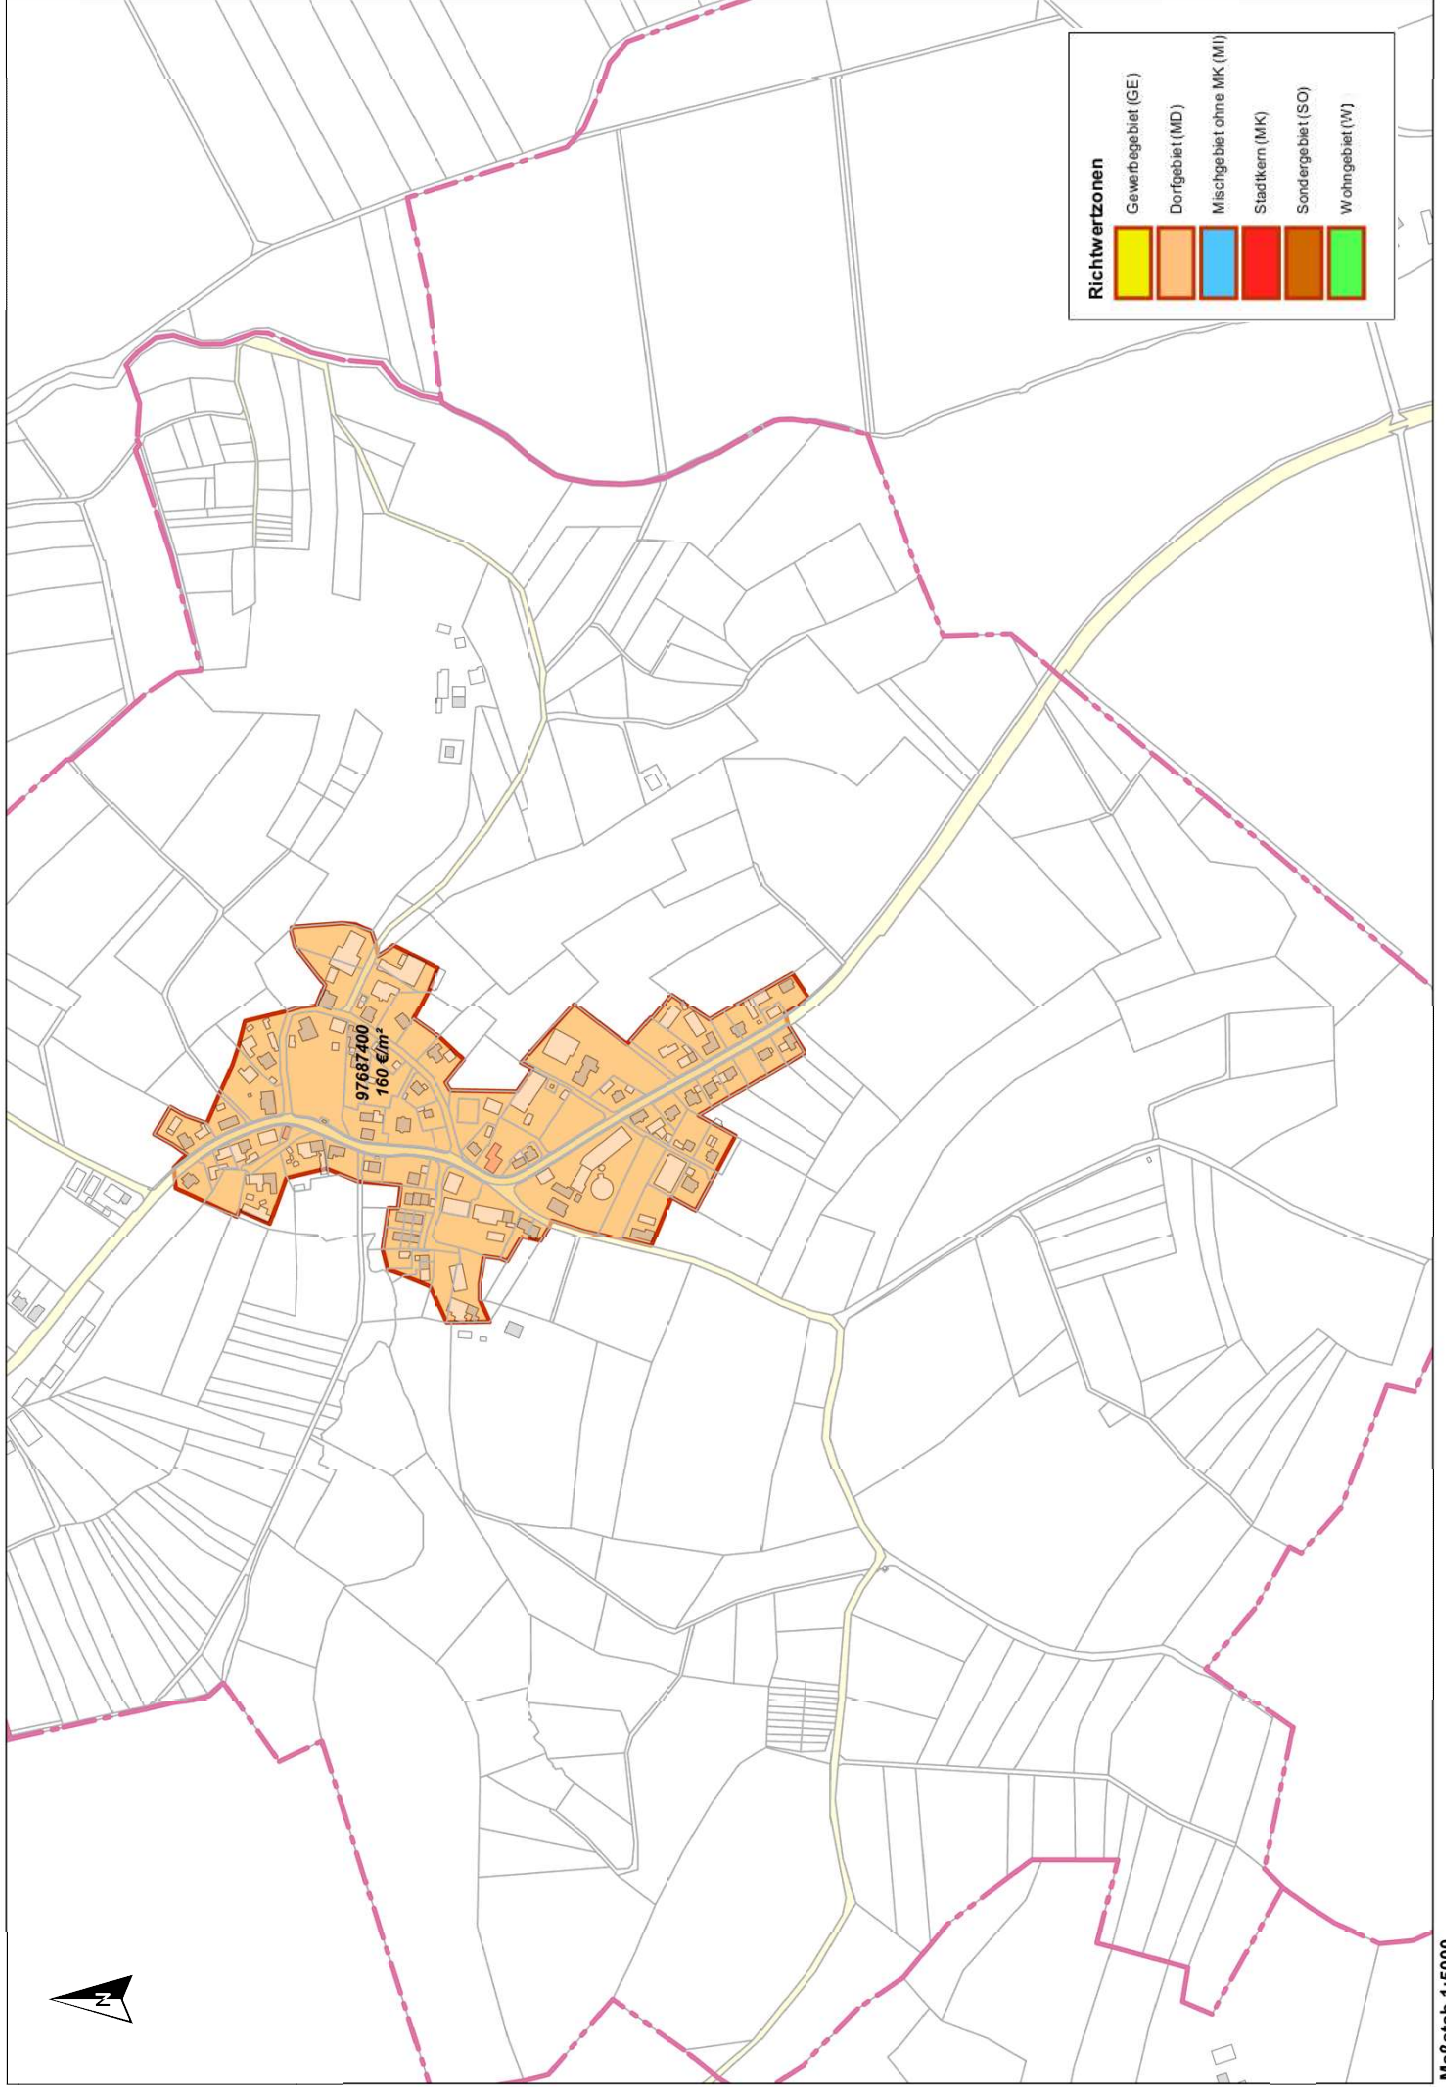 N
97687400
160 €/m²
Richtwertzonen
Gewerbegebiet (GE)
Dorfgebiet (MD)
Mischgebiet ohne MK (MI)
Stadtkern (MK)
Sondergebiet (SO)
Wohngebiet (W)